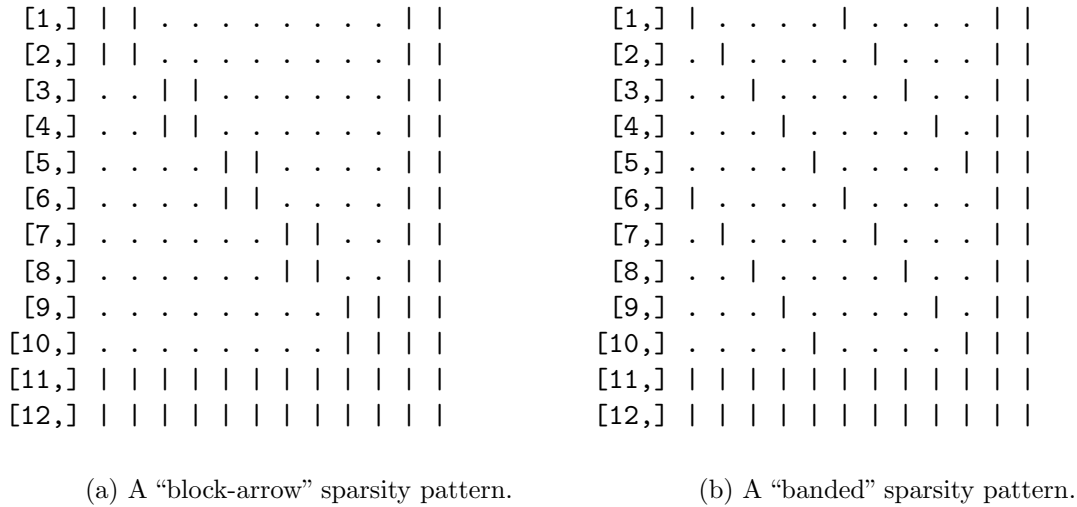 [1,] | | . . . . . . . . | |
[2,] | | . . . . . . . . | |
[3,] . . | | . . . . . . | |
[4,] . . | | . . . . . . | |
[5,] . . . . | | . . . . | |
[6,] . . . . | | . . . . | |
[7,] . . . . . . | | . . | |
[8,] . . . . . . | | . . | |
[9,] . . . . . . . . | | | |
[10,] . . . . . . . . | | | |
[11,] | | | | | | | | | | | |
[12,] | | | | | | | | | | | |
(a) A “block-arrow” sparsity pattern.
[1,] | . . . . | . . . . | |
[2,] . | . . . . | . . . | |
[3,] . . | . . . . | . . | |
[4,] . . . | . . . . | . | |
[5,] . . . . | . . . . | | |
[6,] | . . . . | . . . . | |
[7,] . | . . . . | . . . | |
[8,] . . | . . . . | . . | |
[9,] . . . | . . . . | . | |
[10,] . . . . | . . . . | | |
[11,] | | | | | | | | | | | |
[12,] | | | | | | | | | | | |
(b) A “banded” sparsity pattern.